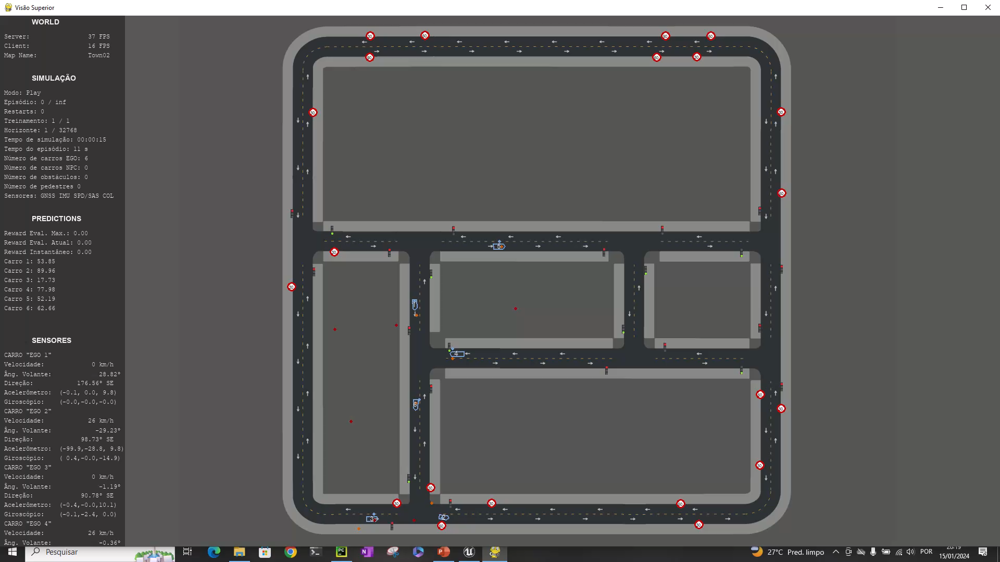 Visão Superior
WORLD
Server: 37 FPS
Client: 16 FPS
Map Name: Town02
SIMULAÇÃO
Modo: Play
Episódio: 0 / inf
Restarts: 0
Treinamento: 1 / 1
Horizonte: 1 / 32768
Tempo de simulação: 00:00:15
Tempo do episódio: 11 s
Número de carros EGO: 6
Número de carros NPC: 0
Número de obstáculos: 0
Número de pedestres 0
Sensores: GNSS IMU SPD/SAS COL
PREDICTIONS
Reward Eval. Max.: 0.00
Reward Eval. Atual: 0.00
Reward Instantâneo: 0.00
Carro 1: 53.85
Carro 2: 89.96
Carro 3: 17.73
Carro 4: 77.98
Carro 5: 52.19
Carro 6: 62.66
SENSORES
CARRO "EGO 1"
Velocidade: 0 km/h
Âng. Volante: 28.82°
Direção: 176.56° SE
Acelerômetro: (-0.1, 0.0, 9.8)
Giroscópio: (-0.0,-0.0,-0.0)
CARRO "EGO 2"
Velocidade: 26 km/h
Âng. Volante: -29.23°
Direção: 98.73° SE
Acelerômetro: (-99.9,-28.8, 9.8)
Giroscópio: ( 0.4,-0.0,-14.9)
CARRO "EGO 3"
Velocidade: 0 km/h
Âng. Volante: -1.19°
Direção: 90.78° SE
Acelerômetro: (-0.4,-0.0,10.1)
Giroscópio: (-0.1,-2.4, 0.0)
CARRO "EGO 4"
Velocidade: 26 km/h
Âng. Volante: -0.36°
5
4
6
3
2
Pesquisar
27°C Pred. limpo
POR
20:19
15/01/2024